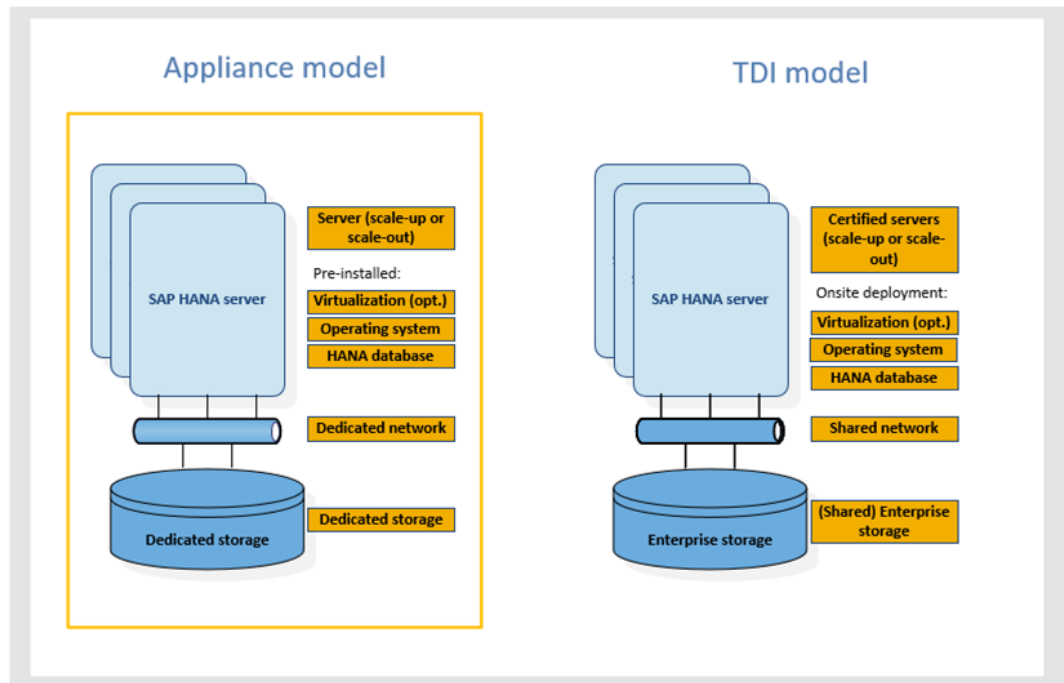 Appliance model
SAP HANA server
Server (scale-up or
scale-out)
Pre-installed:
Virtualization (opt.)
Operating system
HANA database
Dedicated network
Dedicated storage
Dedicated storage
TDI model
SAP HANA server
Certified servers
(scale-up or scale-
out)
Onsite deployment:
Virtualization (opt.)
Operating system
HANA database
Shared network
Enterprise storage
(Shared) Enterprise
storage